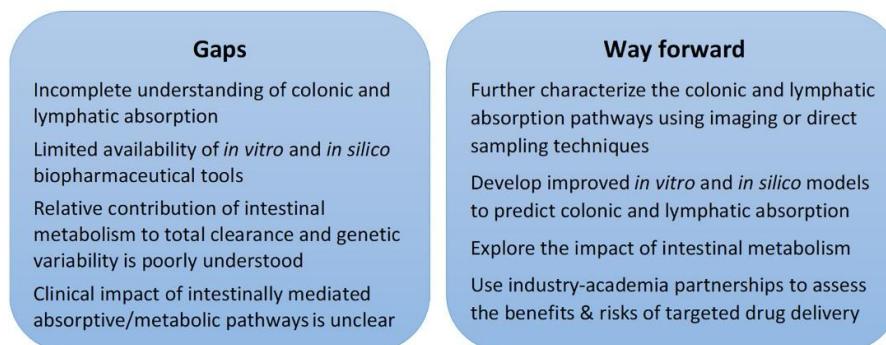 Gaps
Incomplete understanding of colonic and
lymphatic absorption
Limited availability of in vitro and in silico
biopharmaceutical tools
Relative contribution of intestinal
metabolism to total clearance and genetic
variability is poorly understood
Clinical impact of intestinally mediated
absorptive/metabolic pathways is unclear
Way forward
Further characterize the colonic and lymphatic
absorption pathways using imaging or direct
sampling techniques
Develop improved in vitro and in silico models
to predict colonic and lymphatic absorption
Explore the impact of intestinal metabolism
Use industry-academia partnerships to assess
the benefits & risks of targeted drug delivery